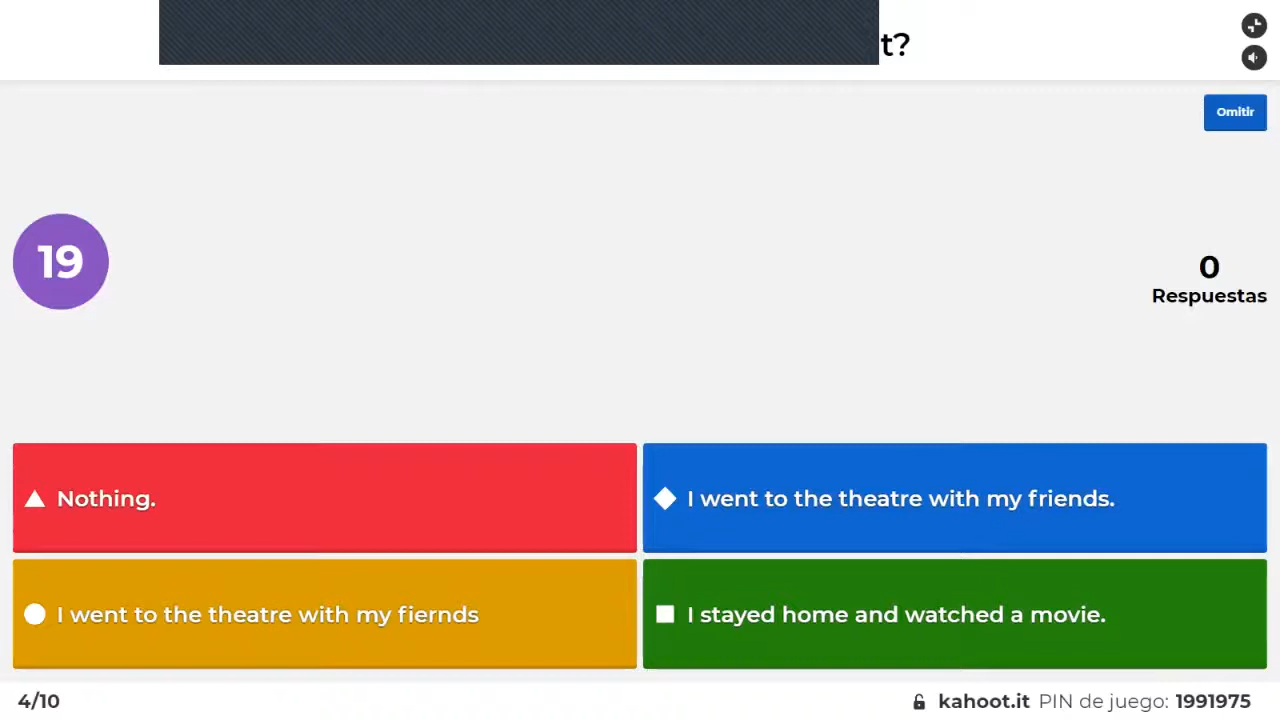 t?
Omitir
19
0
Respuestas
Nothing.
I went to the theatre with my friends.
I went to the theatre with my fiernds
I stayed home and watched a movie.
4/10
kahoot.it PIN de juego: 1991975